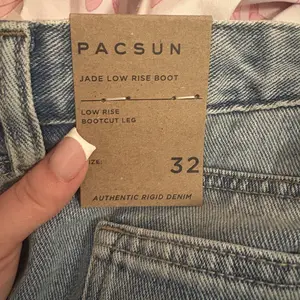 PACSUN
JADE LOW RISE BOOT
LOW RISE
BOOTCUT LEG
SIZE: 32
AUTHENTIC RIGID DENIM